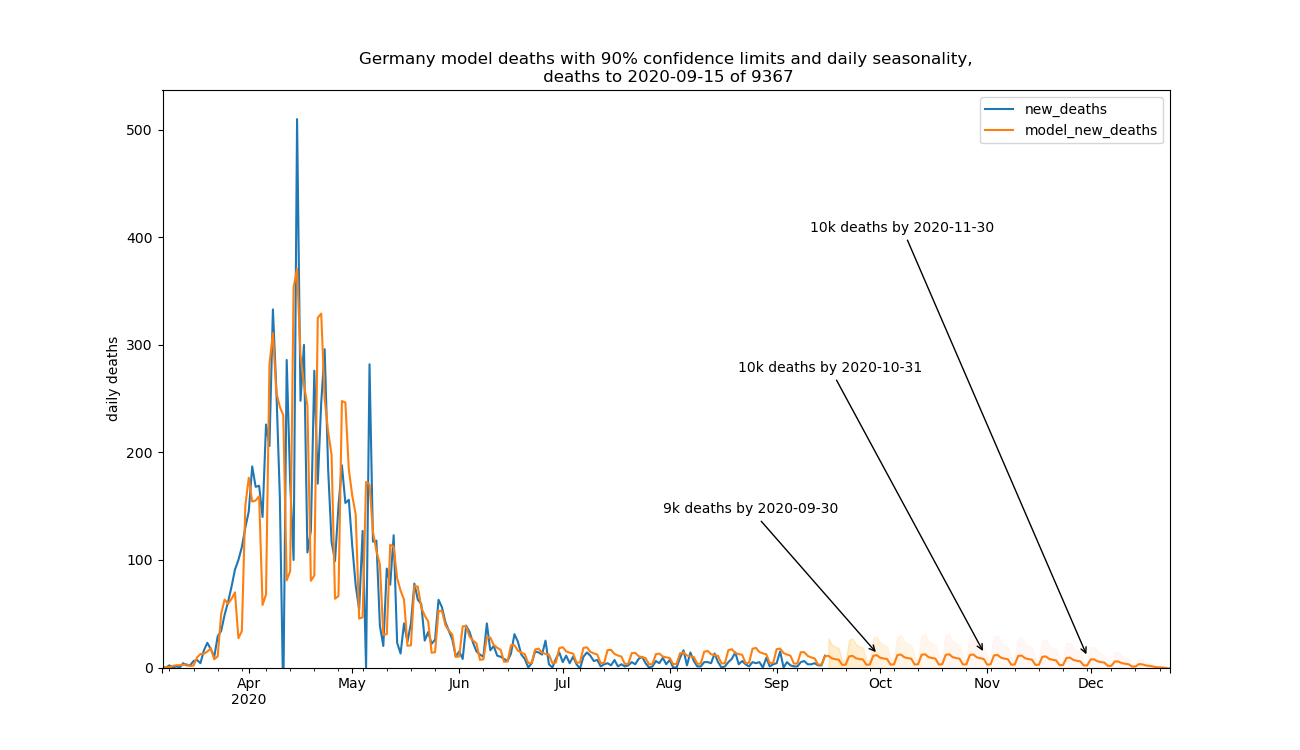 Germany model deaths with 90% confidence limits and daily seasonality,
deaths to 2020-09-15 of 9367
new_deaths
model_new_deaths
500
400
300
200
100
0
daily deaths
10k deaths by 2020-11-30
10k deaths by 2020-10-31
9k deaths by 2020-09-30
Apr
2020
May
Jun
Jul
Aug
Sep
Oct
Nov
Dec